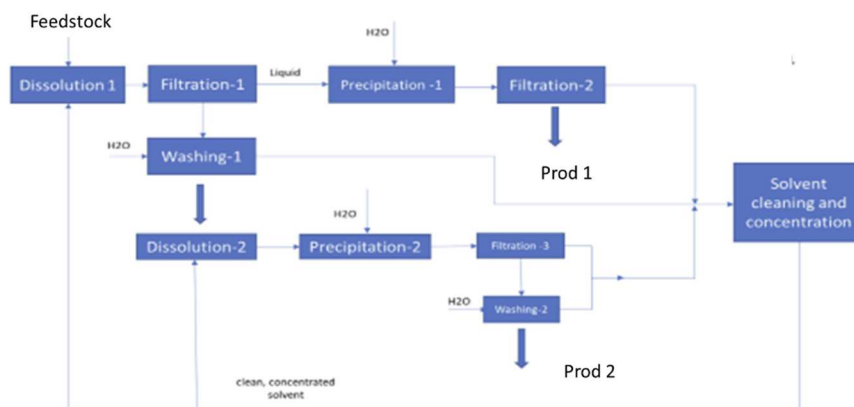 Feedstock
H2O
Dissolution 1
Filtration-1
Liquid
Precipitation -1
Filtration-2
H2O
Washing-1
Prod 1
Solvent
cleaning and
concentration
H2O
Dissolution-2
Precipitation-2
Filtration -3
H2O
Washing-2
Prod 2
clean, concentrated
solvent